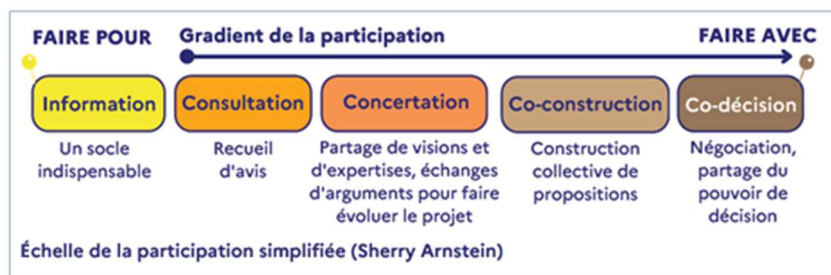 FAIRE POUR
Gradient de la participation
FAIRE AVEC
Information
Consultation
Concertation
Co-construction
Co-décision
Un socle
indispensable
Recueil
d'avis
Partage de visions et
d'expertises, échanges
d'arguments pour faire
évoluer le projet
Construction
collective de
propositions
Négociation,
partage du
pouvoir de
décision
Échelle de la participation simplifiée (Sherry Arnstein)